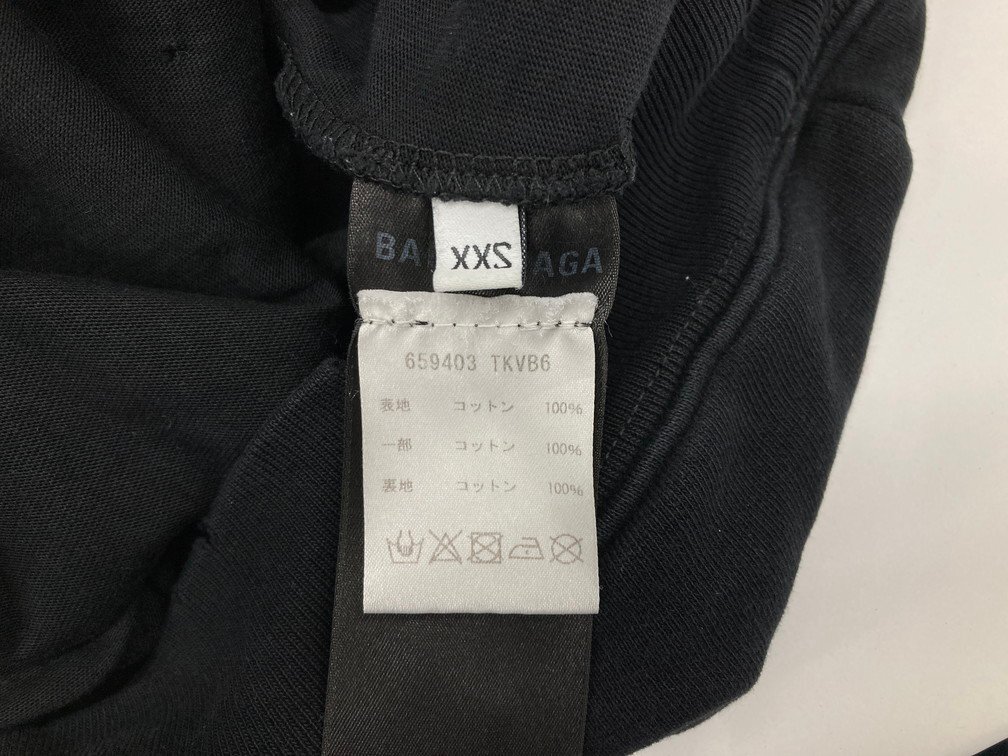 BA XXS AGA
659403 TKVB6
表地 コットン 100%
一部 コットン 100%
裏地 コットン 100%